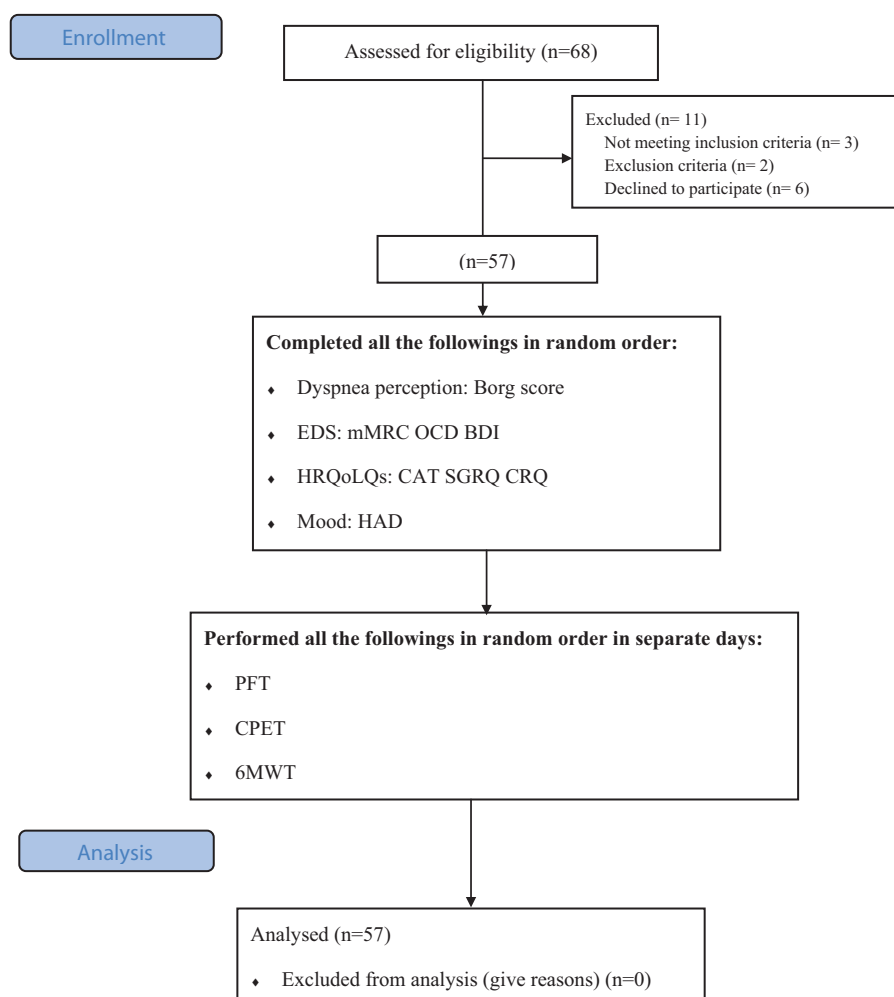 Enrollment
Assessed for eligibility (n=68)
Excluded (n= 11)
Not meeting inclusion criteria (n= 3)
Exclusion criteria (n= 2)
Declined to participate (n= 6)
(n=57)
Completed all the followings in random order:
⬧ Dyspnea perception: Borg score
⬧ EDS: mMRC OCD BDI
⬧ HRQoLQs: CAT SGRQ CRQ
⬧ Mood: HAD
Performed all the followings in random order in separate days:
⬧ PFT
⬧ CPET
⬧ 6MWT
Analysis
Analysed (n=57)
⬧ Excluded from analysis (give reasons) (n=0)